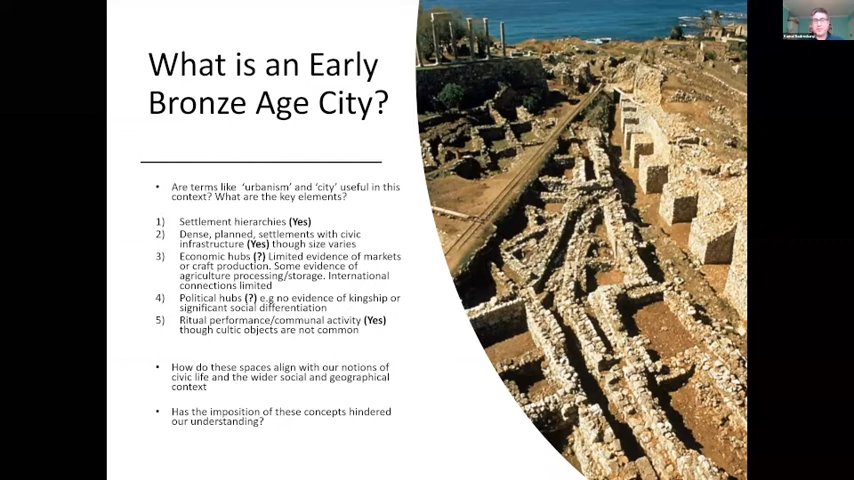 What is an Early
Bronze Age City?
• Are terms like 'urbanism' and 'city' useful in this
context? What are the key elements?
1) Settlement hierarchies (Yes)
2) Dense, planned, settlements with civic
infrastructure (Yes) though size varies
3) Economic hubs (?) Limited evidence of markets
or craft production. Some evidence of
agriculture processing/storage. International
connections limited
4) Political hubs (?) e.g no evidence of kingship or
significant social differentiation
5) Ritual performance/communal activity (Yes)
though cultic objects are not common
• How do these spaces align with our notions of
civic life and the wider social and geographical
context
• Has the imposition of these concepts hindered
our understanding?